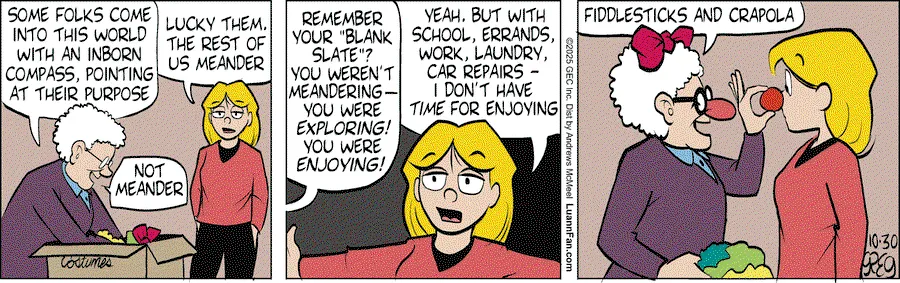 SOME FOLKS COME
INTO THIS WORLD
WITH AN INBORN
COMPASS, POINTING
AT THEIR PURPOSE
LUCKY THEM.
THE REST OF
US MEANDER
NOT
MEANDER
Costumes
REMEMBER
YOUR "BLANK
SLATE"?
YOU WEREN'T
MEANDERING—
YOU WERE
EXPLORING!
YOU WERE
ENJOYING!
YEAH. BUT WITH
SCHOOL, ERRANDS,
WORK, LAUNDRY,
CAR REPAIRS –
I DON'T HAVE
TIME FOR ENJOYING
©2025 GEC Inc. Dist by Andrews McMeel LuannFan.com
FIDDLESTICKS AND CRAPOLA
10·30
GREG